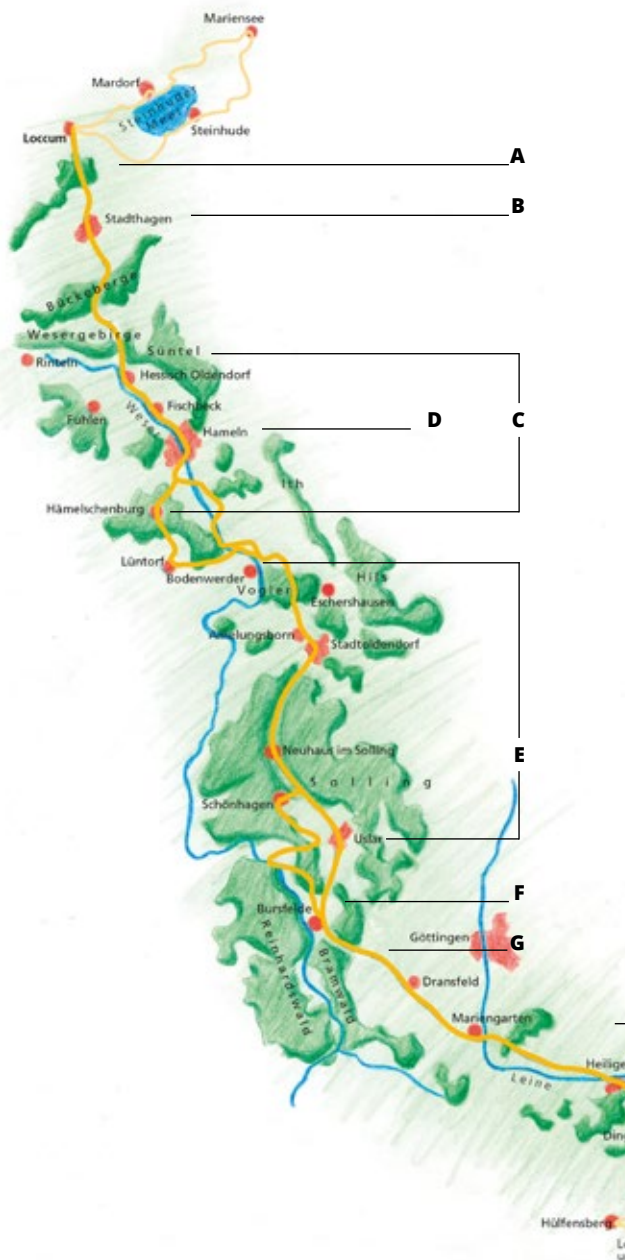 Mariensee
Mardorf
Steinhuder
Meer
Steinhude
Loccum
A
B
Stadthagen
Bückeberge
Wesergebirge
Süntel
Rinteln
Hessisch Oldendorf
Weser
Fischbeck
Fuhlen
Hameln
D
C
Ith
Hämelschenburg
Lüntorf
Bodenwerder
Hils
Vogler
Eschershausen
Amelungsborn
Stadtoldendorf
Neuhaus im Solling
E
Solling
Schönhagen
Uslar
F
Bursfelde
Göttingen
G
Reinhardswald
Bramwald
Dransfeld
Mariengarten
Leine
Heilige
Ding
Hülfensberg